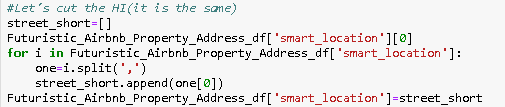 #Let's cut the HI(it is the same)
street_short=[]
Futuristic_Airbnb_Property_Address_df['smart_location'][0]
for i in Futuristic_Airbnb_Property_Address_df['smart_location']:
    one=i.split(',')
    street_short.append(one[0])
Futuristic_Airbnb_Property_Address_df['smart_location']=street_short